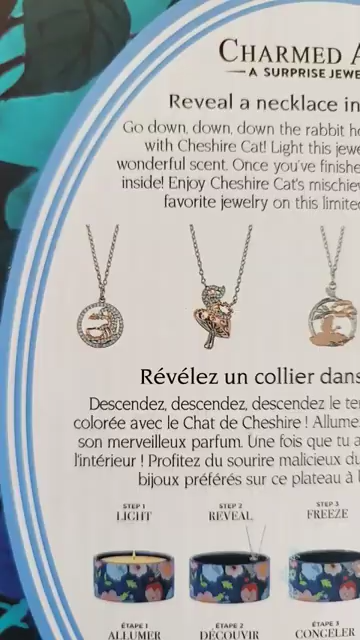 CHARMED A
A SURPRISE JEWE
Reveal a necklace in
Go down, down, down the rabbit h
with Cheshire Cat! Light this jewe
wonderful scent. Once you've finishe
inside! Enjoy Cheshire Cat's mischie
favorite jewelry on this limite
Révélez un collier dans
Descendez, descendez, descendez le te
colorée avec le Chat de Cheshire ! Allume
son merveilleux parfum. Une fois que tu a
l'intérieur ! Profitez du sourire malicieux du
bijoux préférés sur ce plateau à l
STEP 1 STEP 2 STEP 3
LIGHT REVEAL FREEZE
ÉTAPE 1 ÉTAPE 2 ÉTAPE 3
ALLUMER DÉCOUVRIR CONGELER